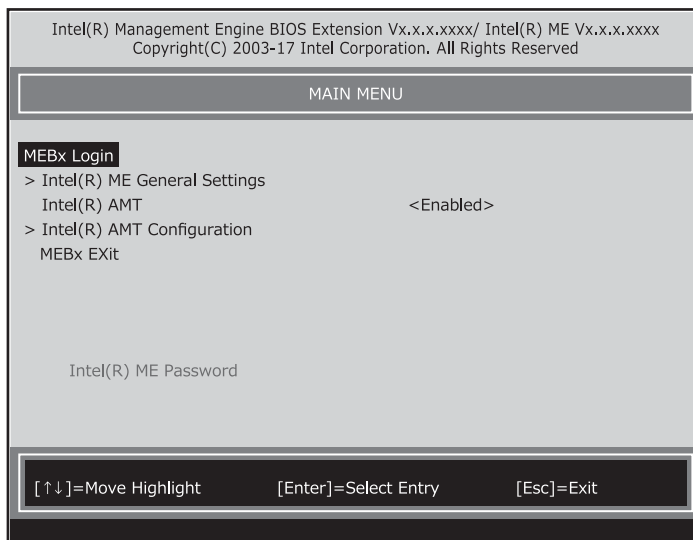 Intel(R) Management Engine BIOS Extension Vx.x.x.xxxx/ Intel(R) ME Vx.x.x.xxxx
Copyright(C) 2003-17 Intel Corporation. All Rights Reserved
MAIN MENU
MEBx Login
> Intel(R) ME General Settings
Intel(R) AMT <Enabled>
> Intel(R) AMT Configuration
MEBx EXit
Intel(R) ME Password
[↑↓]=Move Highlight [Enter]=Select Entry [Esc]=Exit